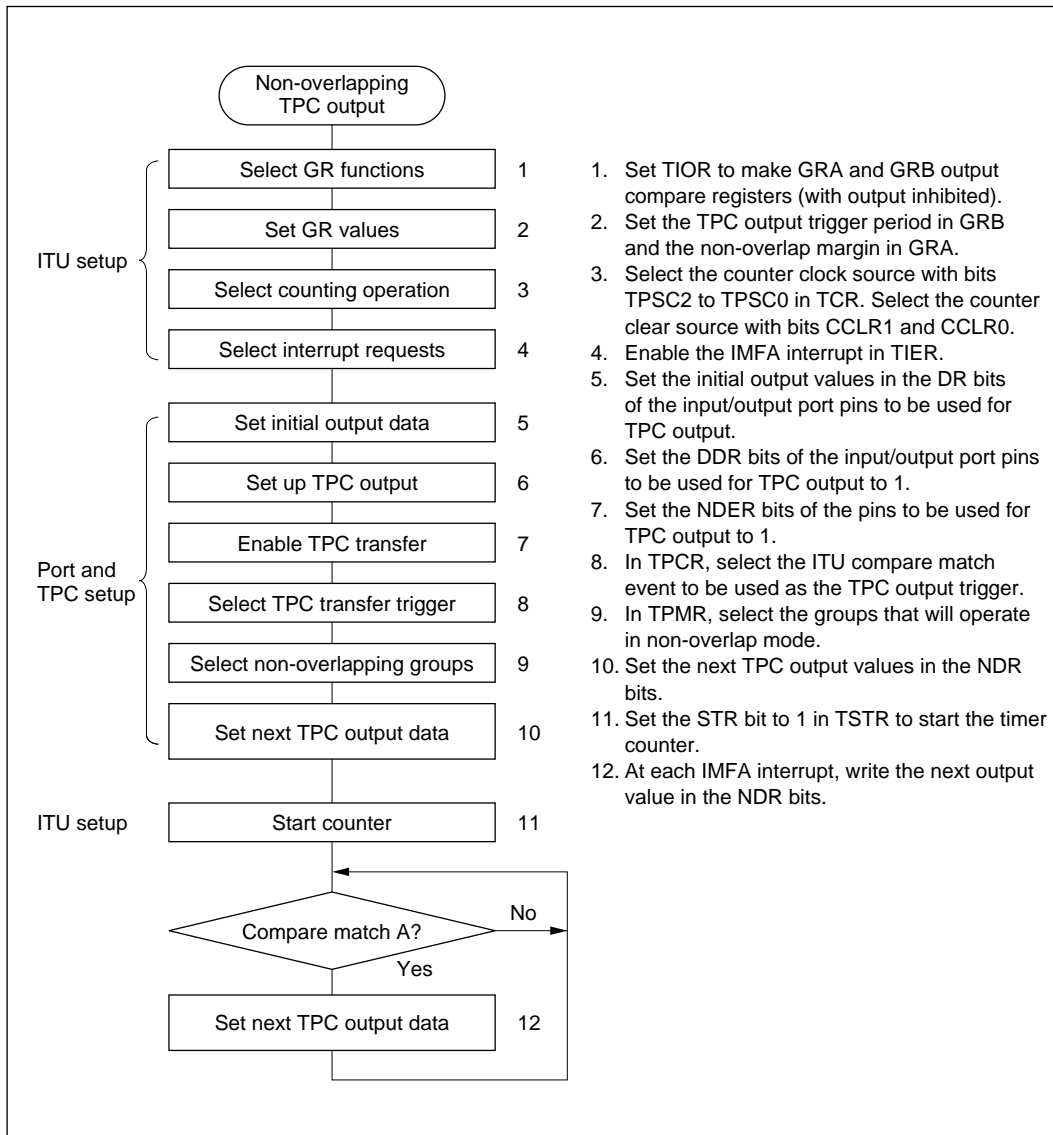 Non-overlapping
TPC output
ITU setup
Select GR functions 1
Set GR values 2
Select counting operation 3
Select interrupt requests 4
Port and
TPC setup
Set initial output data 5
Set up TPC output 6
Enable TPC transfer 7
Select TPC transfer trigger 8
Select non-overlapping groups 9
Set next TPC output data 10
ITU setup
Start counter 11
Compare match A?
No
Yes
Set next TPC output data 12
1. Set TIOR to make GRA and GRB output
compare registers (with output inhibited).
2. Set the TPC output trigger period in GRB
and the non-overlap margin in GRA.
3. Select the counter clock source with bits
TPSC2 to TPSC0 in TCR. Select the counter
clear source with bits CCLR1 and CCLR0.
4. Enable the IMFA interrupt in TIER.
5. Set the initial output values in the DR bits
of the input/output port pins to be used for
TPC output.
6. Set the DDR bits of the input/output port pins
to be used for TPC output to 1.
7. Set the NDER bits of the pins to be used for
TPC output to 1.
8. In TPCR, select the ITU compare match
event to be used as the TPC output trigger.
9. In TPMR, select the groups that will operate
in non-overlap mode.
10. Set the next TPC output values in the NDR
bits.
11. Set the STR bit to 1 in TSTR to start the timer
counter.
12. At each IMFA interrupt, write the next output
value in the NDR bits.